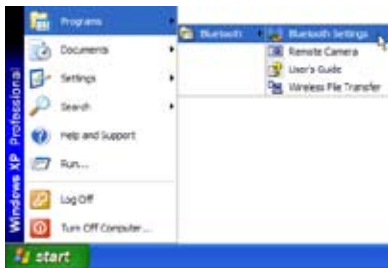 Programs
Documents
Settings
Search
Help and Support
Run...
Log Off
Turn Off Computer...
Bluetooth
Bluetooth Settings
Remote Camera
User's Guide
Wireless File Transfer
Windows XP Professional
start